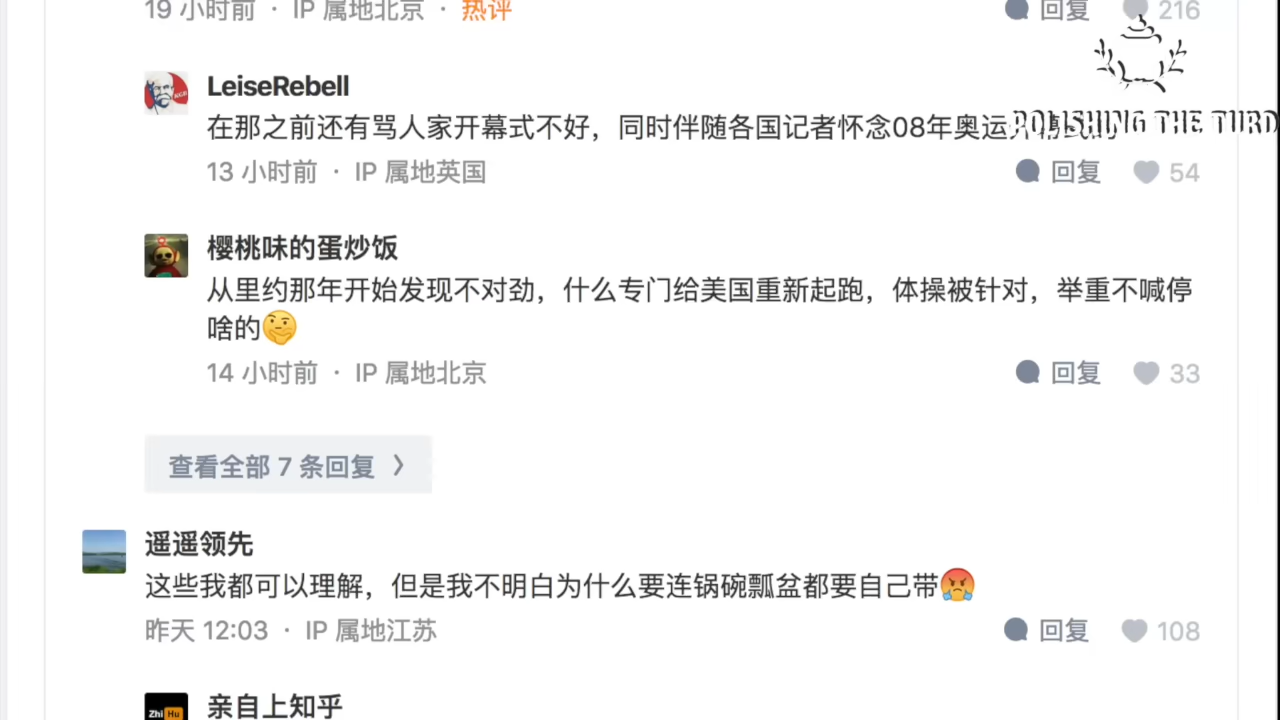 19 小时前 · IP 属地北京 · 热评 回复 216
LeiseRebell
在那之前还有骂人家开幕式不好，同时伴随各国记者怀念08年奥运
POLISHING THE TURD
13 小时前 · IP 属地英国 回复 54
樱桃味的蛋炒饭
从里约那年开始发现不对劲，什么专门给美国重新起跑，体操被针对，举重不喊停
啥的🤔
14 小时前 · IP 属地北京 回复 33
查看全部 7 条回复 >
遥遥领先
这些我都可以理解，但是我不明白为什么要连锅碗瓢盆都要自己带😡
昨天 12:03 · IP 属地江苏 回复 108
Zhi Hu
亲自上知乎